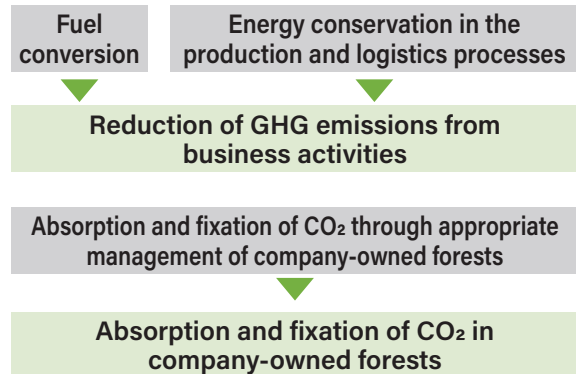 Fuel
conversion
Energy conservation in the
production and logistics processes
Reduction of GHG emissions from
business activities
Absorption and fixation of CO₂ through appropriate
management of company-owned forests
Absorption and fixation of CO₂ in
company-owned forests